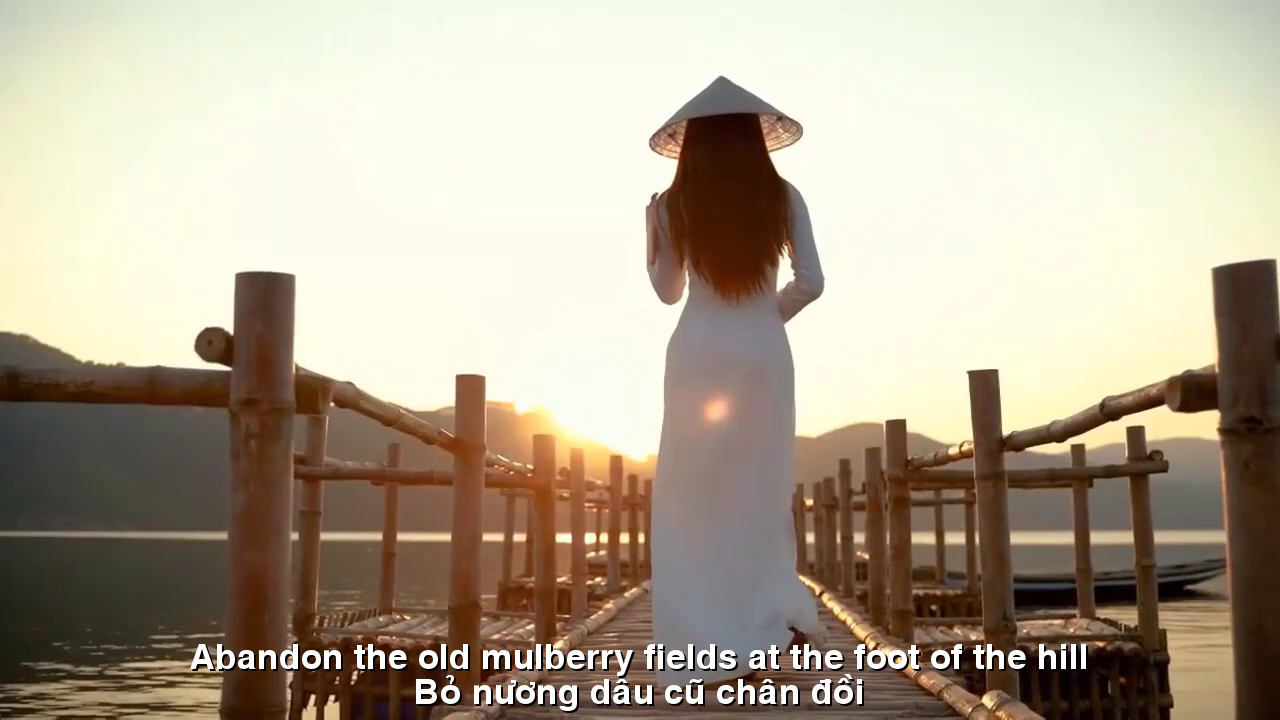 Abandon the old mulberry fields at the foot of the hill
Bỏ nương dâu cũ chân đồi